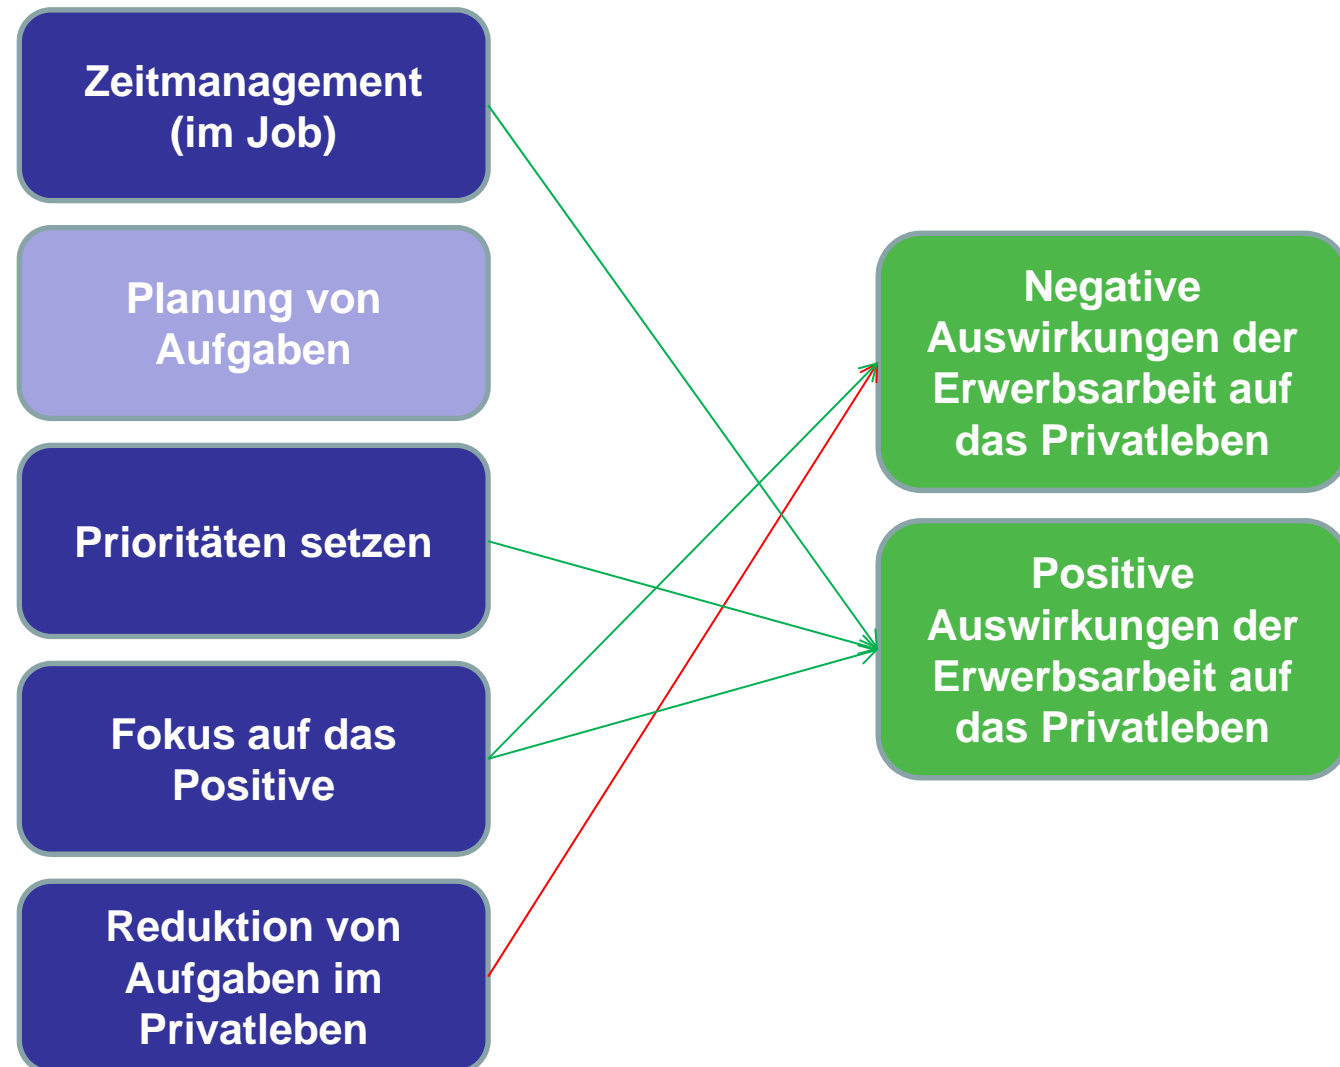 Zeitmanagement
(im Job)
Planung von
Aufgaben
Prioritäten setzen
Fokus auf das
Positive
Reduktion von
Aufgaben im
Privatleben
Negative
Auswirkungen der
Erwerbsarbeit auf
das Privatleben
Positive
Auswirkungen der
Erwerbsarbeit auf
das Privatleben